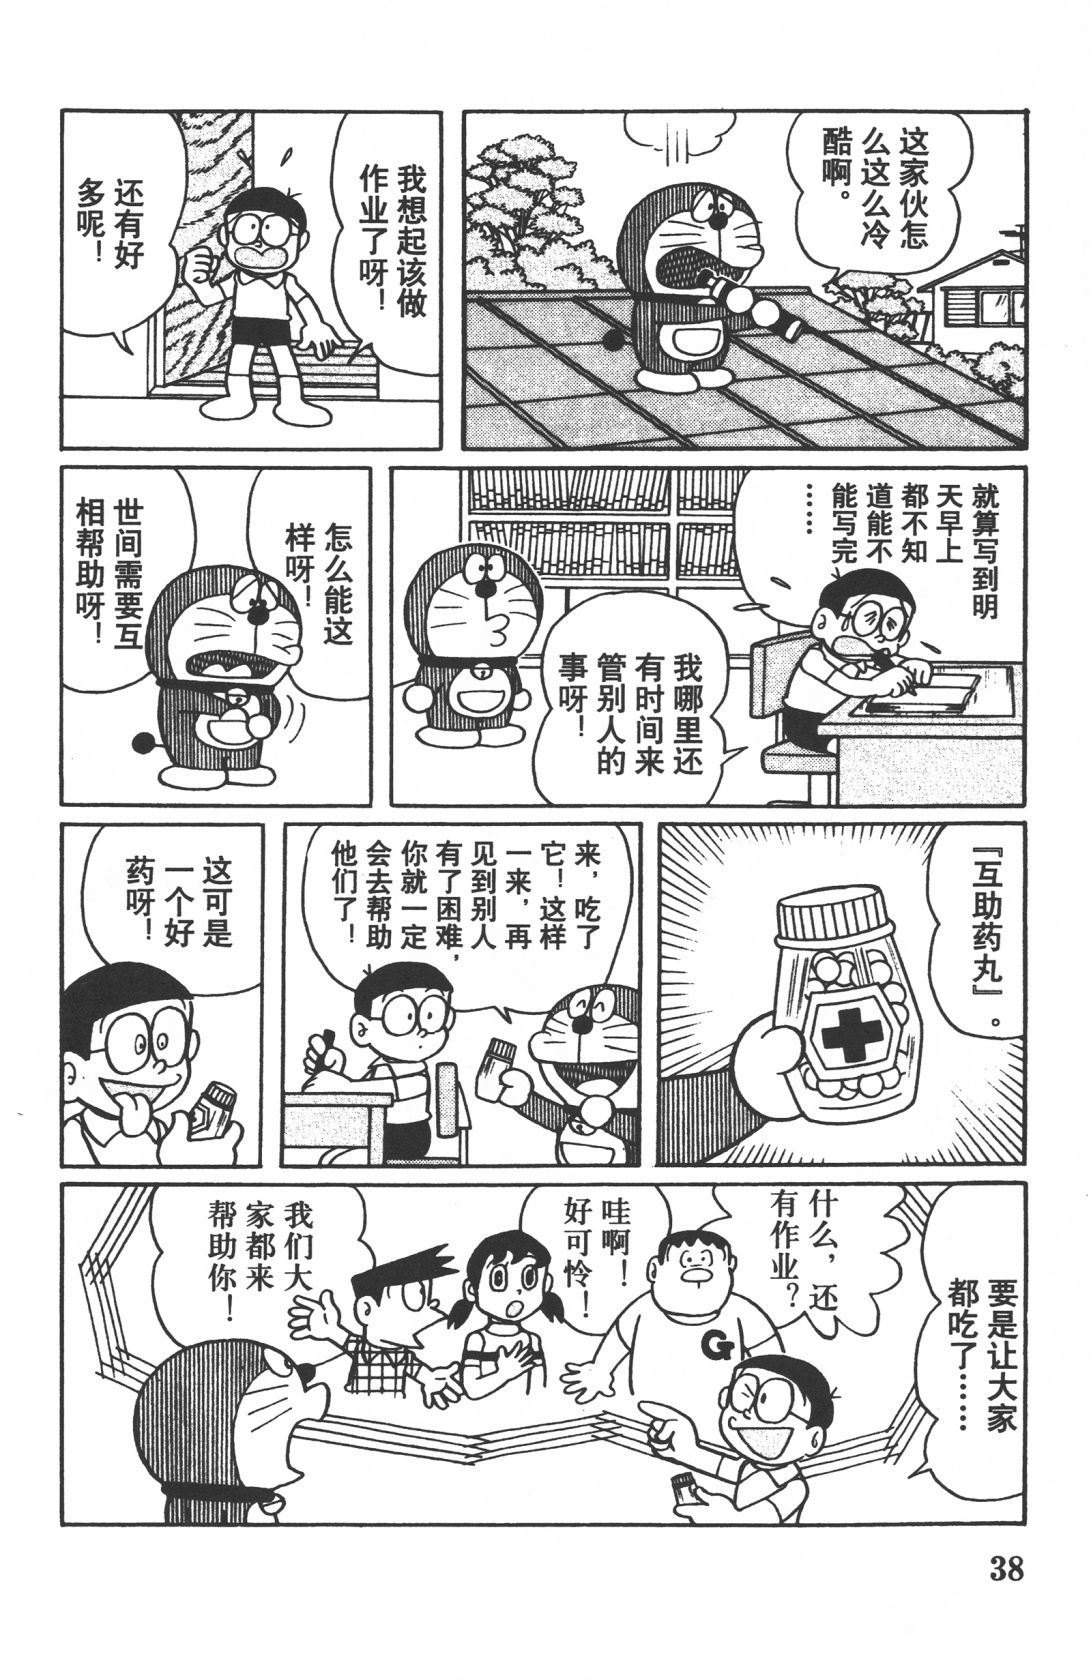 这家伙怎
么这么冷
酷啊。
我想起该做
作业了呀！
还有好
多呢！
就算写到明
天早上
都不知
道能不
能写完
……
我哪里还
有时间来
管别人的
事呀！
怎么能这
样呀！
世间需要互
相帮助呀！
『互助药丸』。
来，吃了
它！这样
一来，再
见到别人
有了困难，
你就一定
会去帮助
他们了！
这可是
一个好
药呀！
要是让大家
都吃了……
什么，还
有作业？
哇啊！
好可怜！
我们大
家都来
帮助你！
G
38